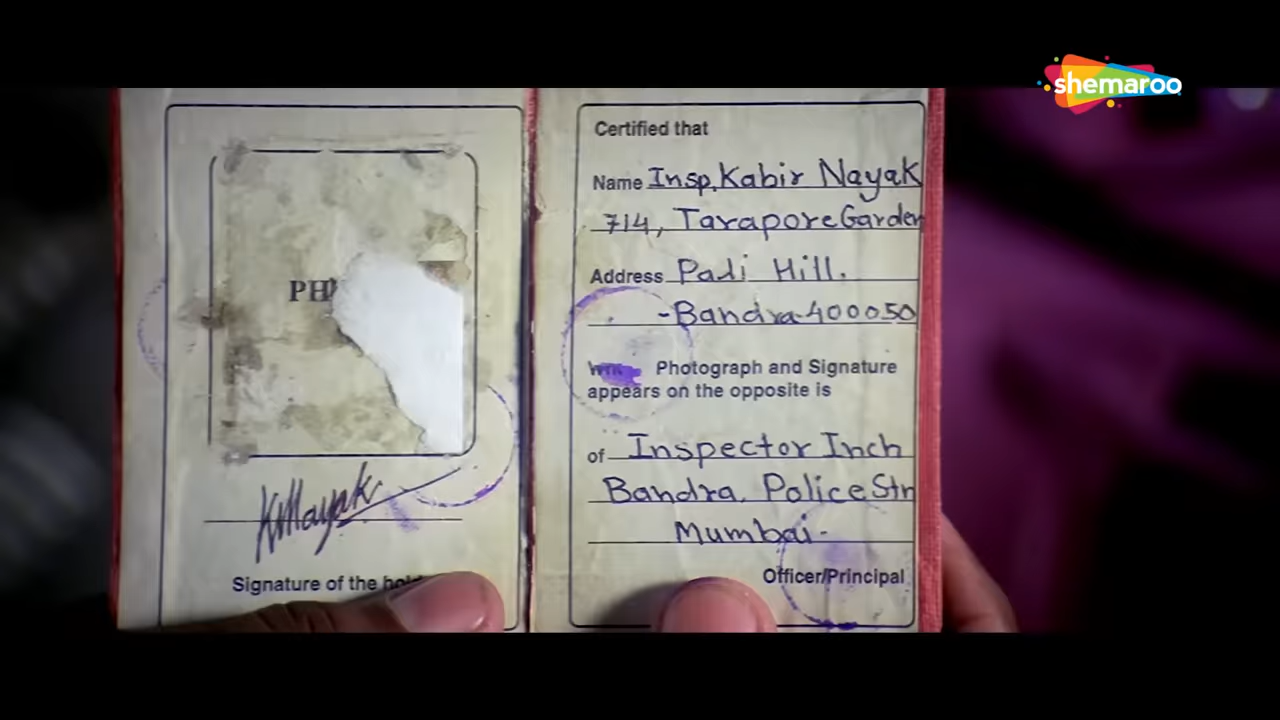 shemaroo
PH
KNayak
Signature of the hol
Certified that
Name Insp. Kabir Nayak
714, Tarapore Garden
Address Pali Hill.
-Bandra-400050
Photograph and Signature
appears on the opposite is
of Inspector Inch
Bandra. Police Stn
Mumbai-
Officer/Principal